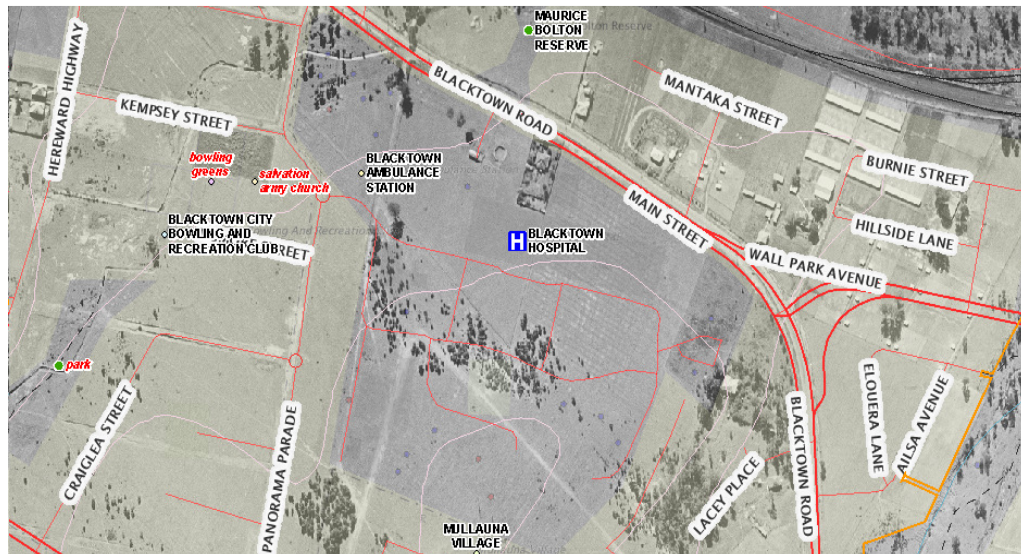 MAURICE
BOLTON
RESERVE
HEREWARD HIGHWAY
BLACKTOWN ROAD
MANTAKA STREET
KEMPSEY STREET
bowling
greens
salvation
army church
BLACKTOWN
AMBULANCE
STATION
BURNIE STREET
MAIN STREET
HILLSIDE LANE
BLACKTOWN CITY
BOWLING AND
RECREATION CLUB
H
BLACKTOWN
HOSPITAL
WALL PARK AVENUE
park
CRAIGLEA STREET
PANORAMA PARADE
ELOUERA LANE
AILSA AVENUE
BLACKTOWN ROAD
LACEY PLACE
MULLAUNA
VILLAGE